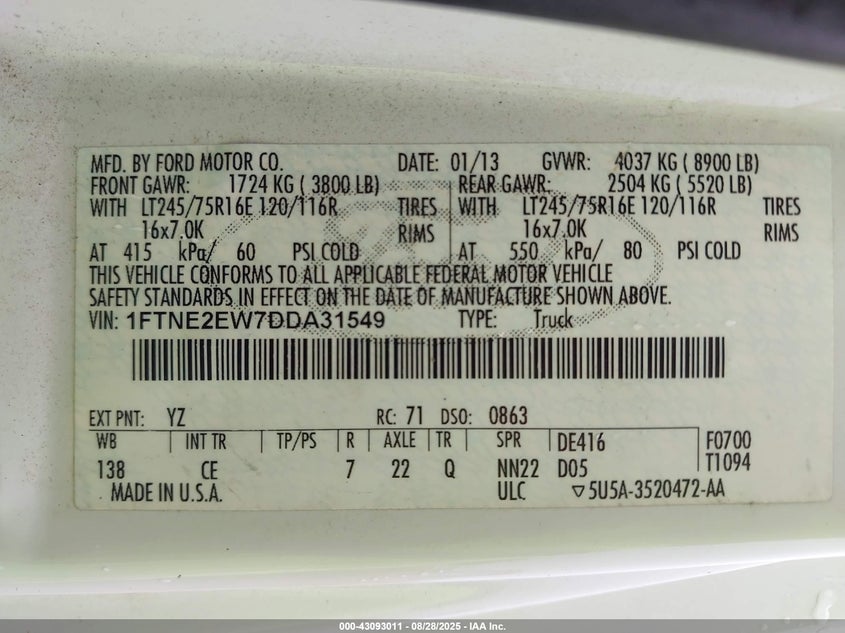 MFD. BY FORD MOTOR CO. DATE: 01/13 GVWR: 4037 KG ( 8900 LB)
FRONT GAWR: 1724 KG ( 3800 LB) REAR GAWR: 2504 KG ( 5520 LB)
WITH LT245/75R16E 120/116R TIRES WITH LT245/75R16E 120/116R TIRES
16x7.0K RIMS 16x7.0K RIMS
AT 415 kPa/ 60 PSI COLD AT 550 kPa/ 80 PSI COLD
THIS VEHICLE CONFORMS TO ALL APPLICABLE FEDERAL MOTOR VEHICLE
SAFETY STANDARDS IN EFFECT ON THE DATE OF MANUFACTURE SHOWN ABOVE.
VIN: 1FTNE2EW7DDA31549 TYPE: Truck
EXT PNT: YZ RC: 71 DSO: 0863
WB INT TR TP/PS R AXLE TR SPR DE416 F0700
138 CE 7 22 Q NN22 D05 T1094
MADE IN U.S.A. ULC ▽5U5A-3520472-AA
000-43093011 - 08/28/2025 - IAA Inc.